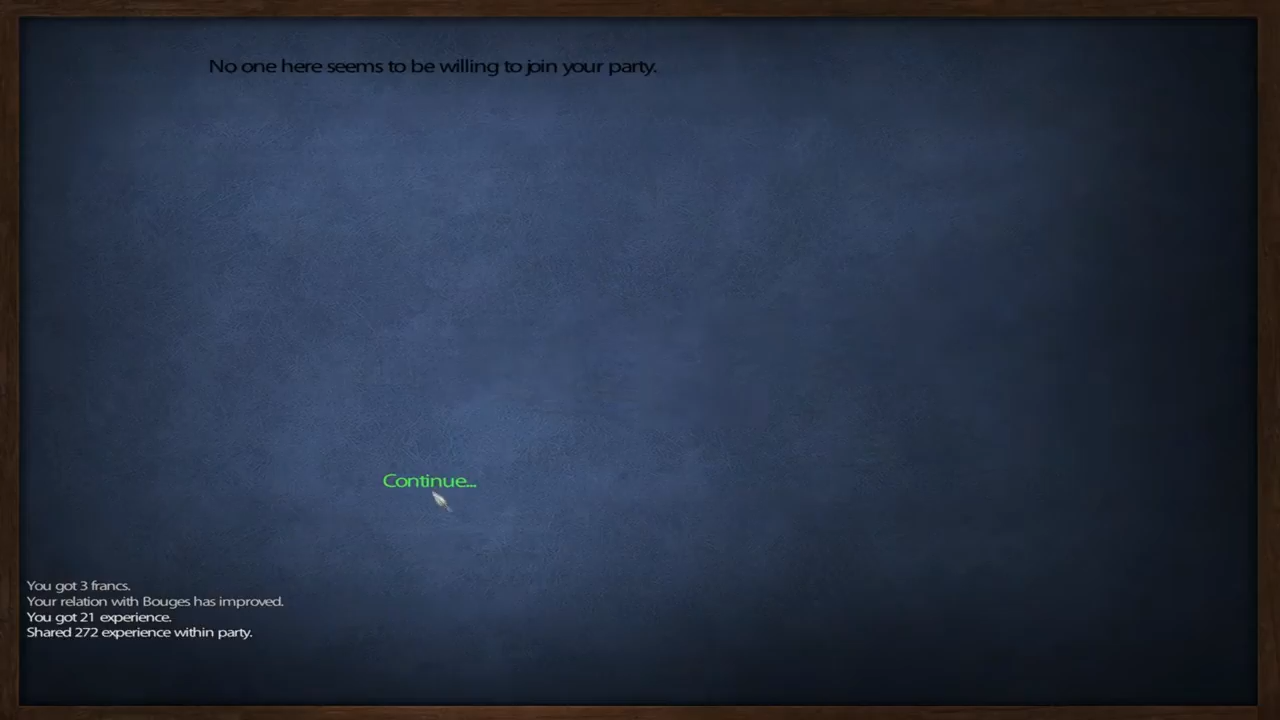 No one here seems to be willing to join your party.
Continue...
You got 3 francs.
Your relation with Bouges has improved.
You got 21 experience.
Shared 272 experience within party.